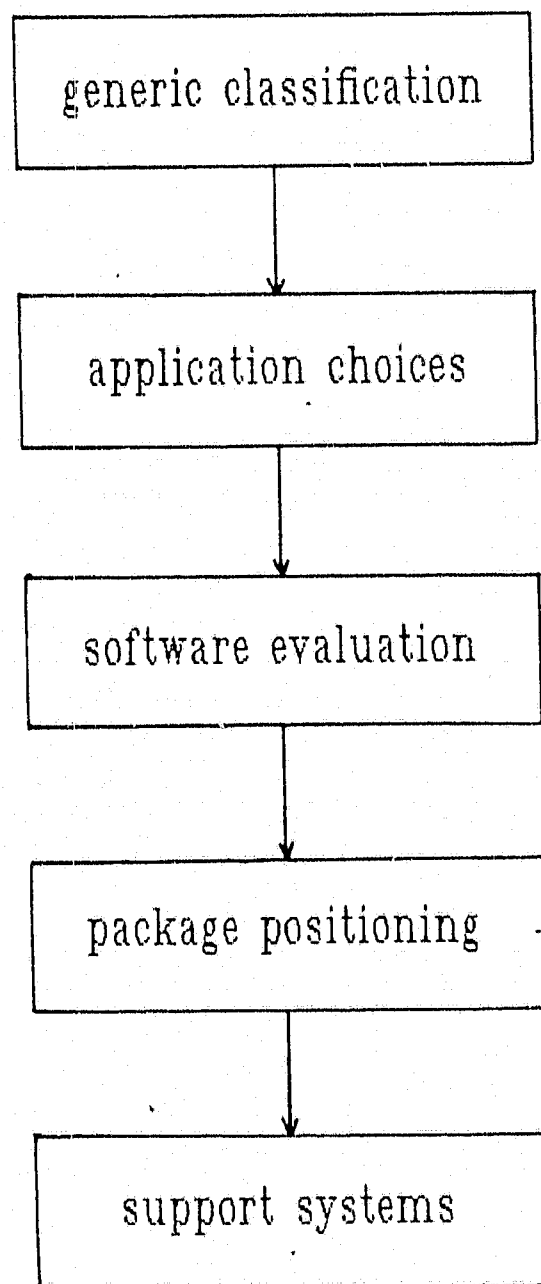 generic classification
application choices
software evaluation
package positioning
support systems